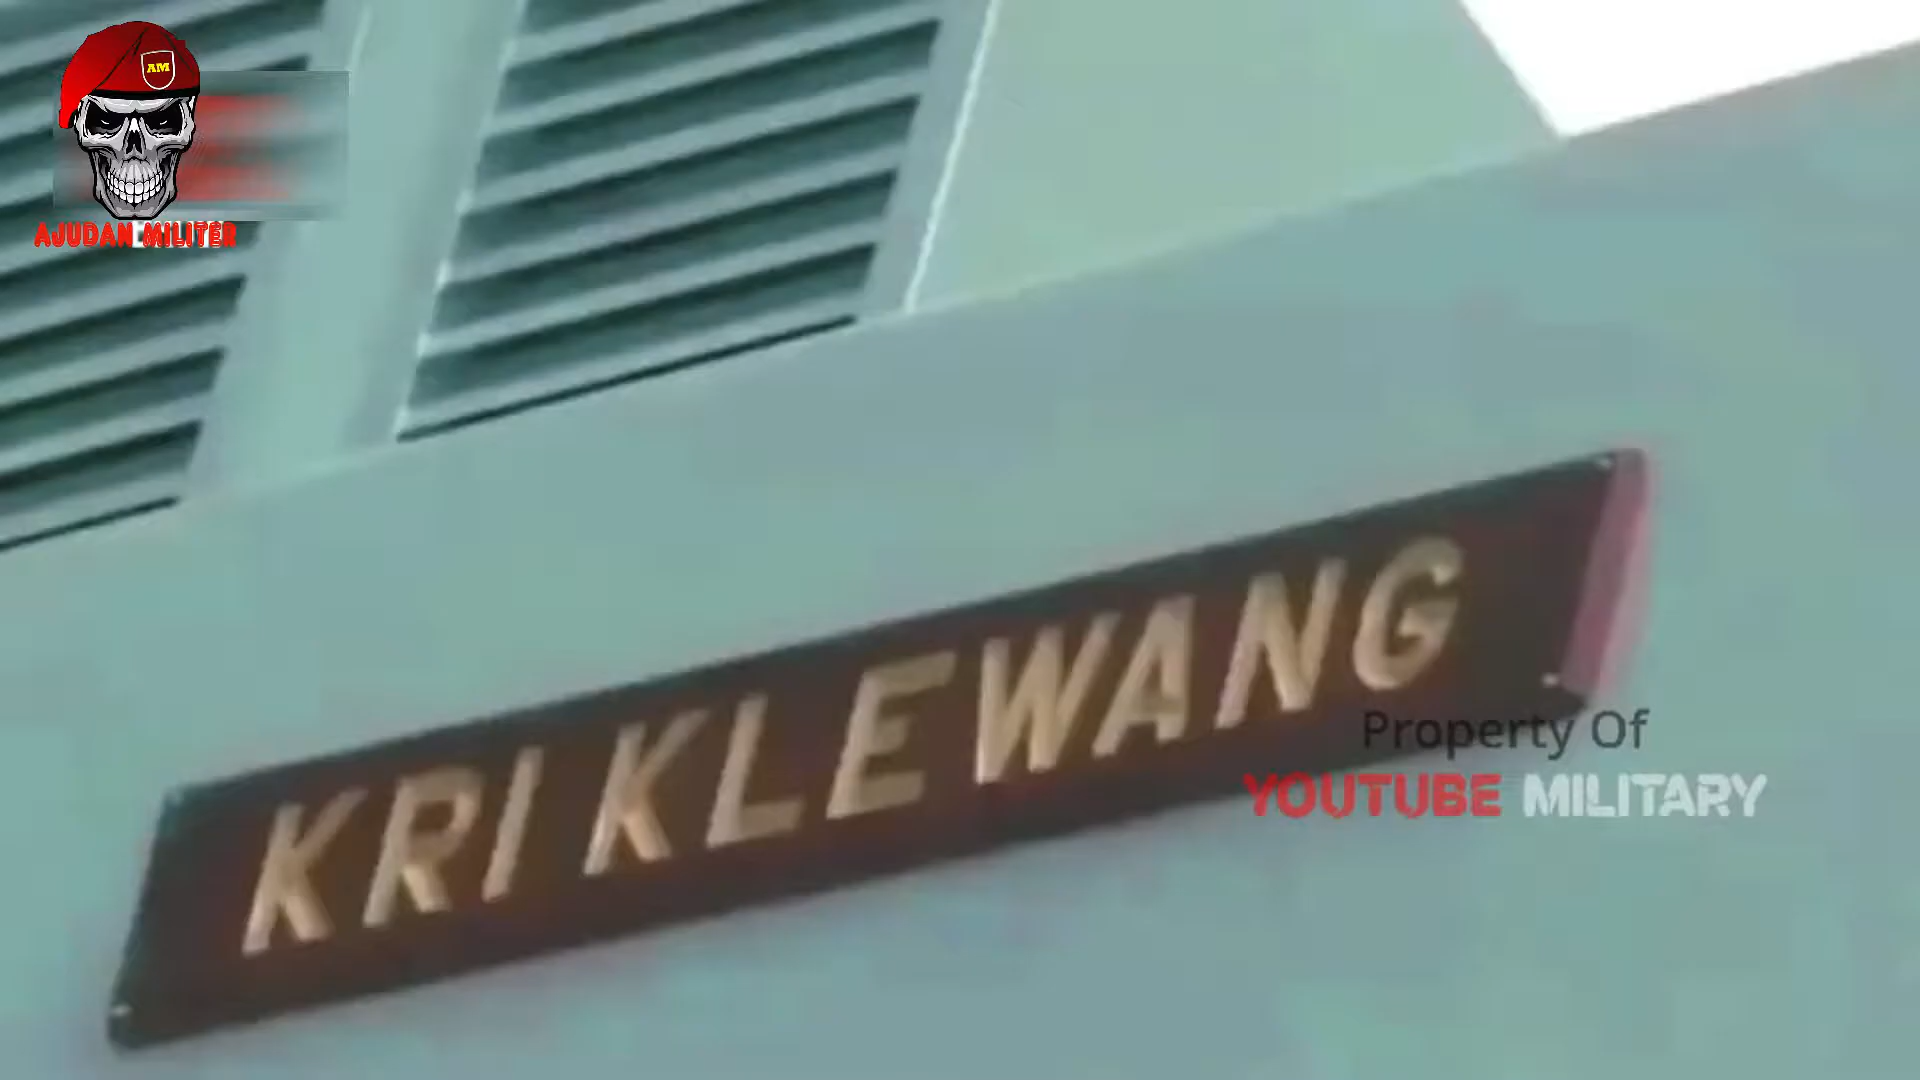 AM
AJUDAN MILITER
KRI KLEWANG
Property Of
YOUTUBE MILITARY